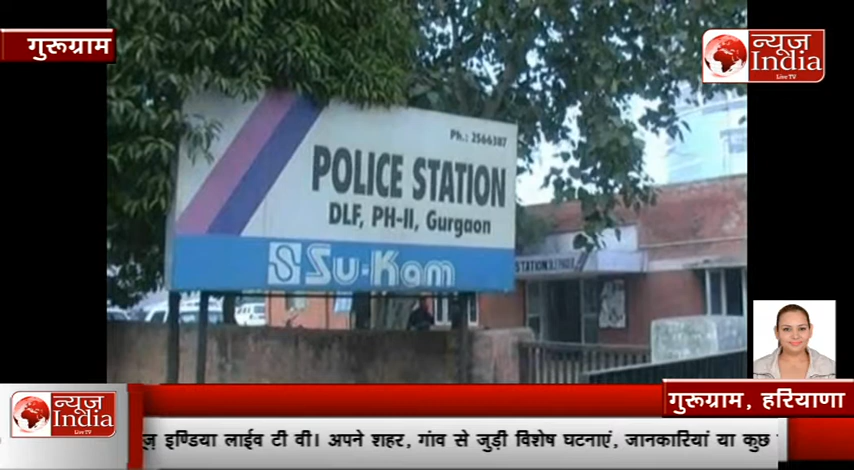 गुरूग्राम
न्यूज़
India
Live TV
Ph.: 2566387
POLICE STATION
DLF, PH-II, Gurgaon
Su-Kam
STATION
गुरूग्राम, हरियाणा
न्यूज़
India
Live TV
इण्डिया लाईव टी वी। अपने शहर, गांव से जुड़ी विशेष घटनाएं, जानकारियां या कुछ